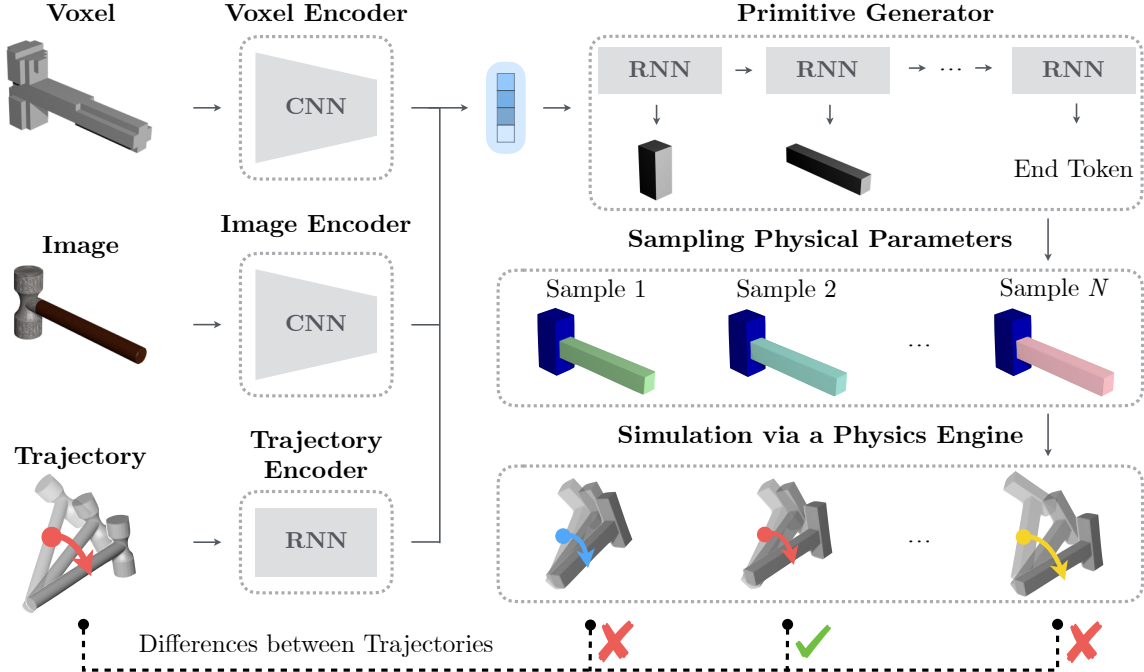 Voxel
Voxel Encoder
Primitive Generator
CNN
RNN
RNN
...
RNN
End Token
Image
Image Encoder
CNN
Sampling Physical Parameters
Sample 1
Sample 2
...
Sample N
Trajectory
Trajectory
Encoder
RNN
Simulation via a Physics Engine
...
Differences between Trajectories